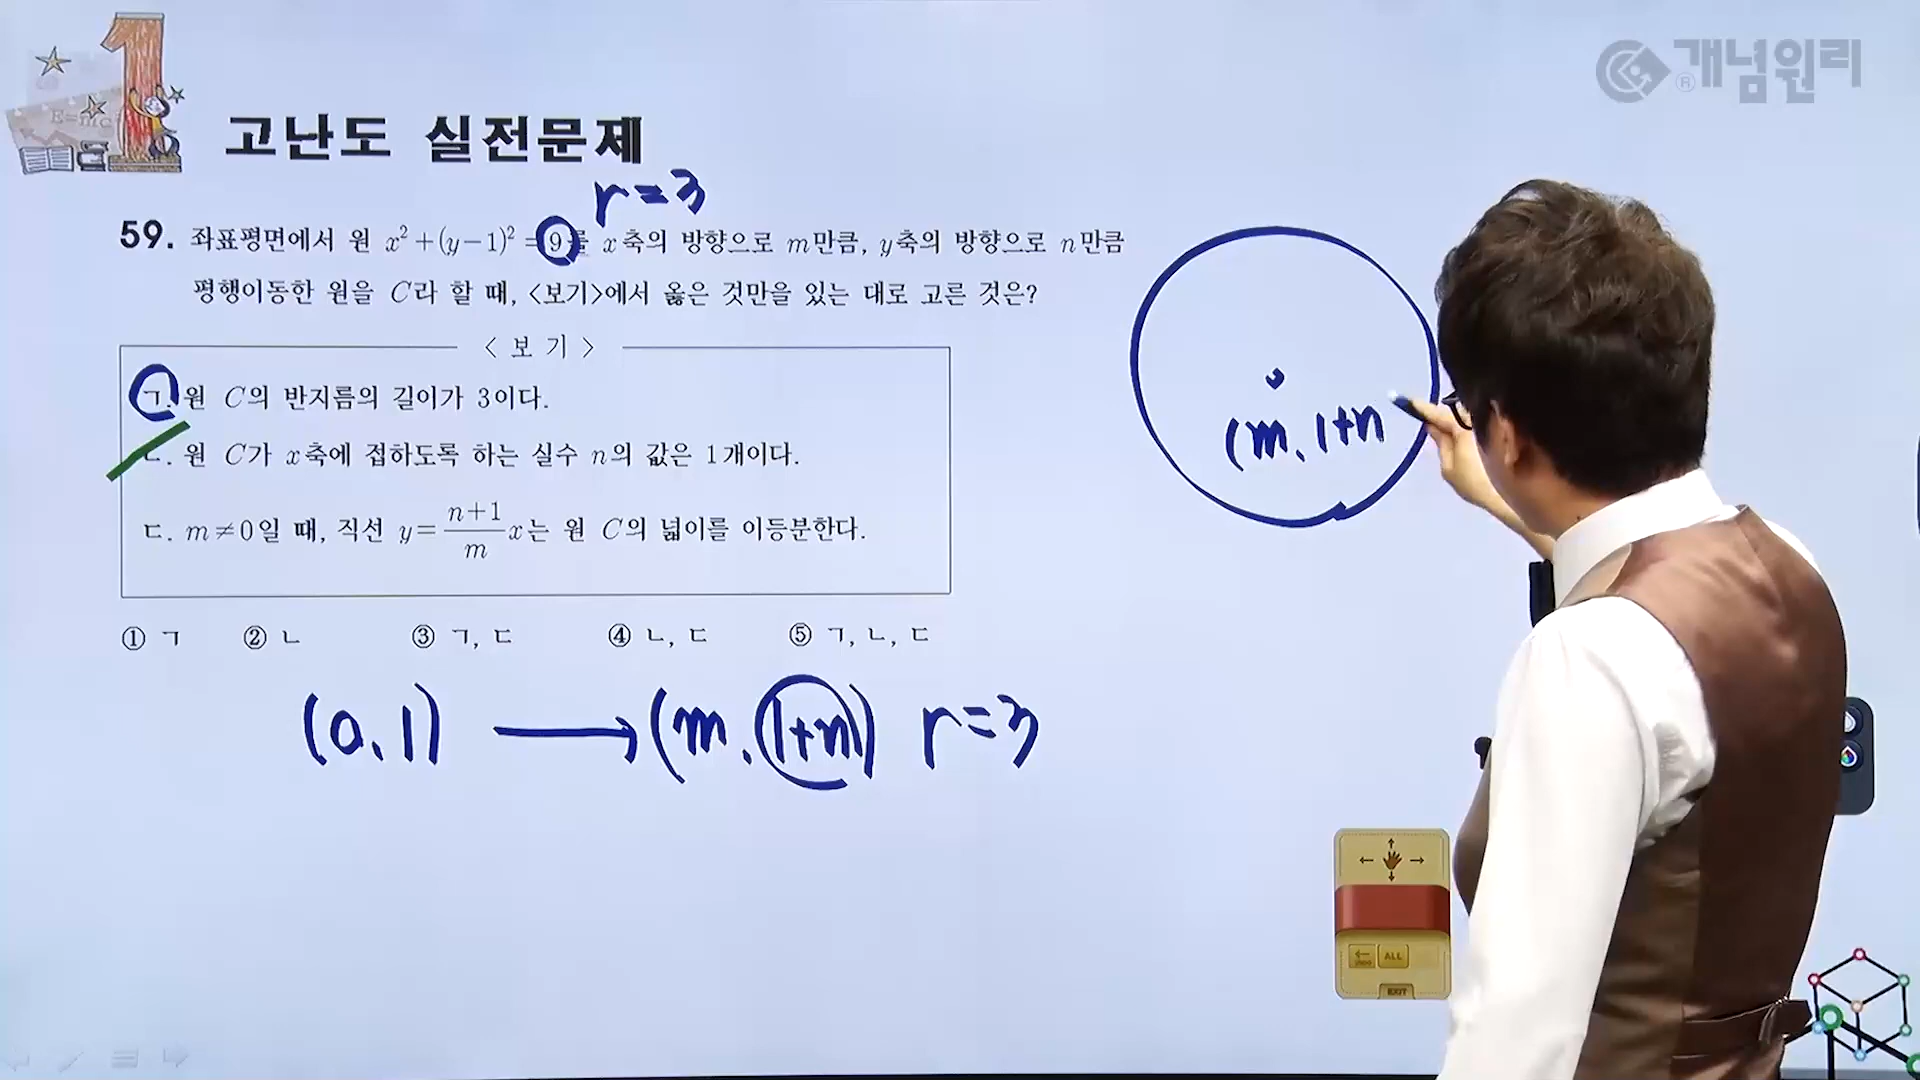 개념원리
®
1
E=mc
고난도 실전문제
r=3
59. 좌표평면에서 원 x²+(y−1)²=9를 x축의 방향으로 m만큼, y축의 방향으로 n만큼
평행이동한 원을 C라 할 때, <보기>에서 옳은 것만을 있는 대로 고른 것은?
< 보 기 >
ㄱ. 원 C의 반지름의 길이가 3이다.
ㄴ. 원 C가 x축에 접하도록 하는 실수 n의 값은 1개이다.
ㄷ. m≠0일 때, 직선 y=\frac{n+1}{m}x는 원 C의 넓이를 이등분한다.
① ㄱ ② ㄴ ③ ㄱ, ㄷ ④ ㄴ, ㄷ ⑤ ㄱ, ㄴ, ㄷ
(m, 1+n
(0, 1) → (m, 1+n) r=3
ALL
EXIT